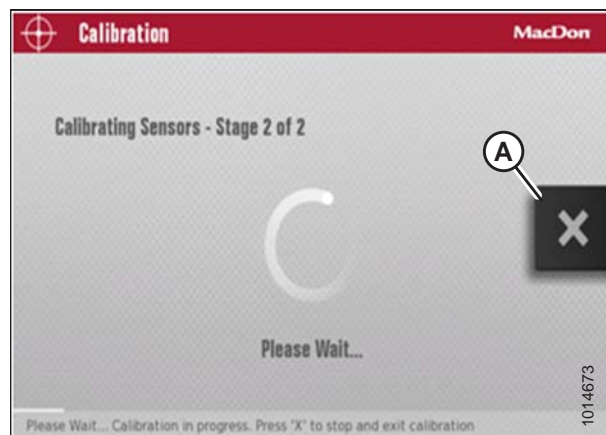 Calibration
MacDon
Calibrating Sensors - Stage 2 of 2
A
X
Please Wait...
1014673
Please Wait... Calibration in progress. Press "X" to stop and exit calibration